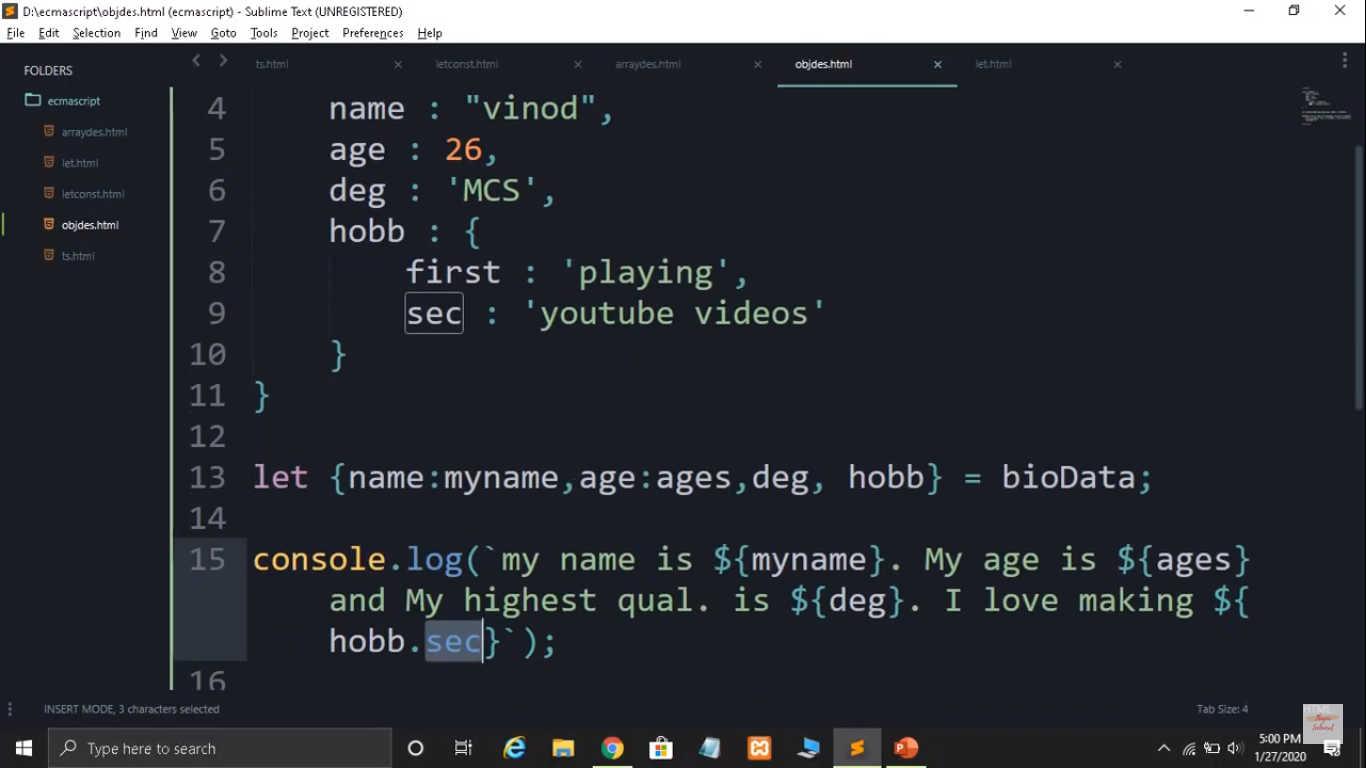 D:\ecmascript\objdes.html (ecmascript) - Sublime Text (UNREGISTERED)
File Edit Selection Find View Goto Tools Project Preferences Help
FOLDERS
ecmascript
arraydes.html
let.html
letconst.html
objdes.html
ts.html
ts.html letconst.html arraydes.html objdes.html let.html
4 name : "vinod",
5 age : 26,
6 deg : 'MCS',
7 hobb : {
8 first : 'playing',
9 sec : 'youtube videos'
10 }
11 }
12
13 let {name:myname,age:ages,deg, hobb} = bioData;
14
15 console.log(`my name is ${myname}. My age is ${ages}
and My highest qual. is ${deg}. I love making ${
hobb.sec}`);
16
INSERT MODE, 3 characters selected
Tab Size: 4
HTML
Type here to search
5:00 PM
1/27/2020